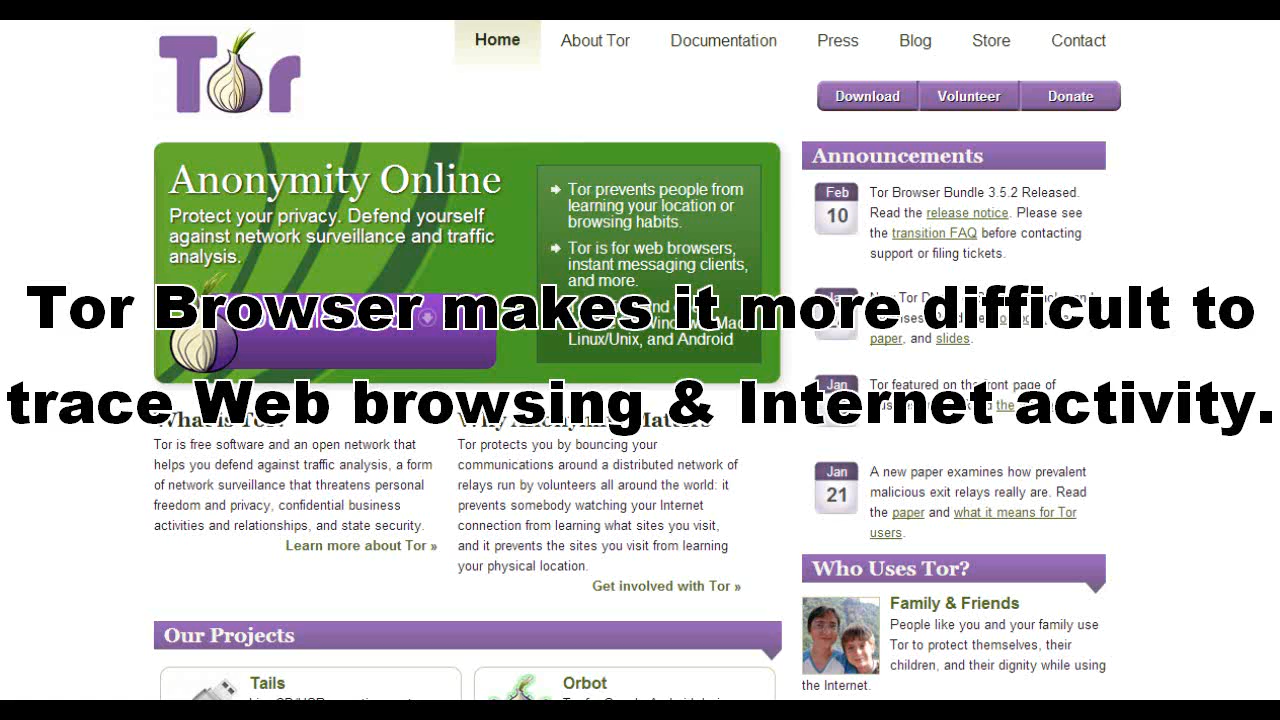 Tor
Home About Tor Documentation Press Blog Store Contact
Download Volunteer Donate
Anonymity Online
Protect your privacy. Defend yourself
against network surveillance and traffic
analysis.
Tor prevents people from
learning your location or
browsing habits.
Tor is for web browsers,
instant messaging clients,
and more.
Linux/Unix, and Android
Announcements
Feb
10
Tor Browser Bundle 3.5.2 Released.
Read the release notice. Please see
the transition FAQ before contacting
support or filing tickets.
paper, and slides.
Jan
Tor featured on the front page of
the
Jan
21
A new paper examines how prevalent
malicious exit relays really are. Read
the paper and what it means for Tor
users.
Tor Browser makes it more difficult to
trace Web browsing & Internet activity.
What is Tor?
Tor is free software and an open network that
helps you defend against traffic analysis, a form
of network surveillance that threatens personal
freedom and privacy, confidential business
activities and relationships, and state security.
Learn more about Tor »
Why Anonymity Matters
Tor protects you by bouncing your
communications around a distributed network of
relays run by volunteers all around the world: it
prevents somebody watching your Internet
connection from learning what sites you visit,
and it prevents the sites you visit from learning
your physical location.
Get involved with Tor »
Our Projects
Tails
Orbot
Who Uses Tor?
Family & Friends
People like you and your family use
Tor to protect themselves, their
children, and their dignity while using
the Internet.